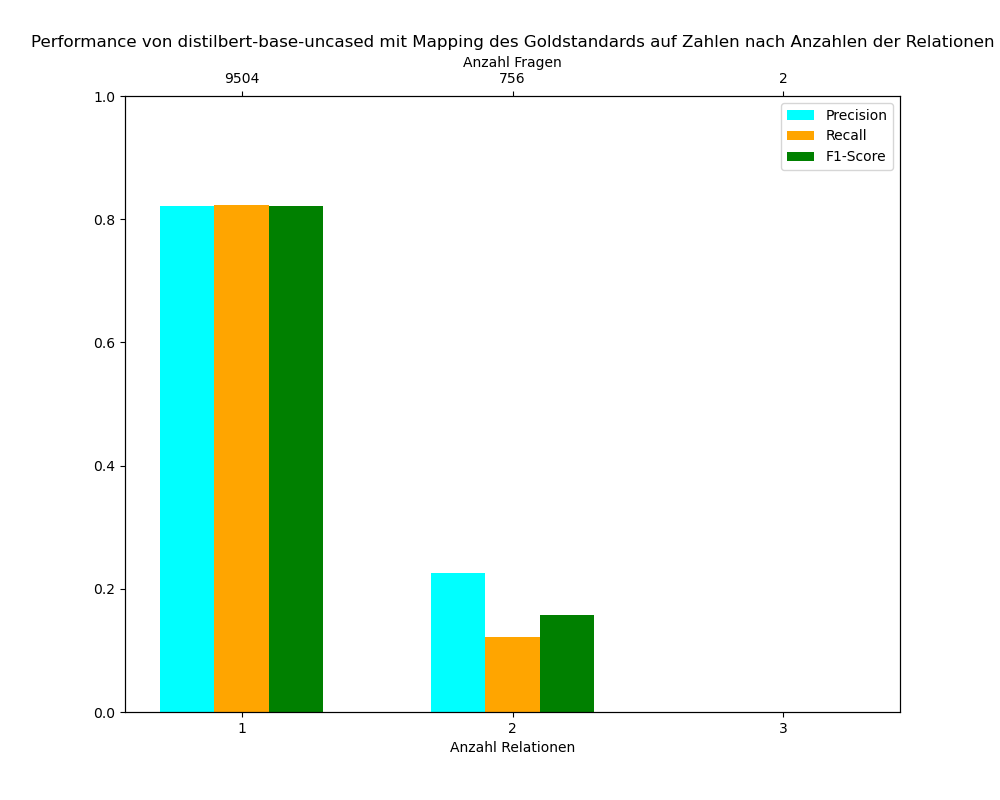 Performance von distilbert-base-uncased mit Mapping des Goldstandards auf Zahlen nach Anzahlen der Relationen
Anzahl Fragen
9504 756 2
1.0
0.8
0.6
0.4
0.2
0.0
Precision
Recall
F1-Score
1 2 3
Anzahl Relationen